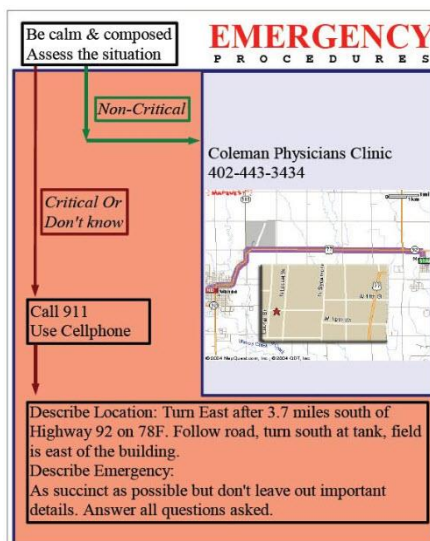 Be calm & composed
Assess the situation
EMERGENCY
PROCEDURES
Non-Critical
Coleman Physicians Clinic
402-443-3434
Critical Or
Don't know
Call 911
Use Cellphone
Describe Location: Turn East after 3.7 miles south of
Highway 92 on 78F. Follow road, turn south at tank, field
is east of the building.
Describe Emergency:
As succinct as possible but don't leave out important
details. Answer all questions asked.